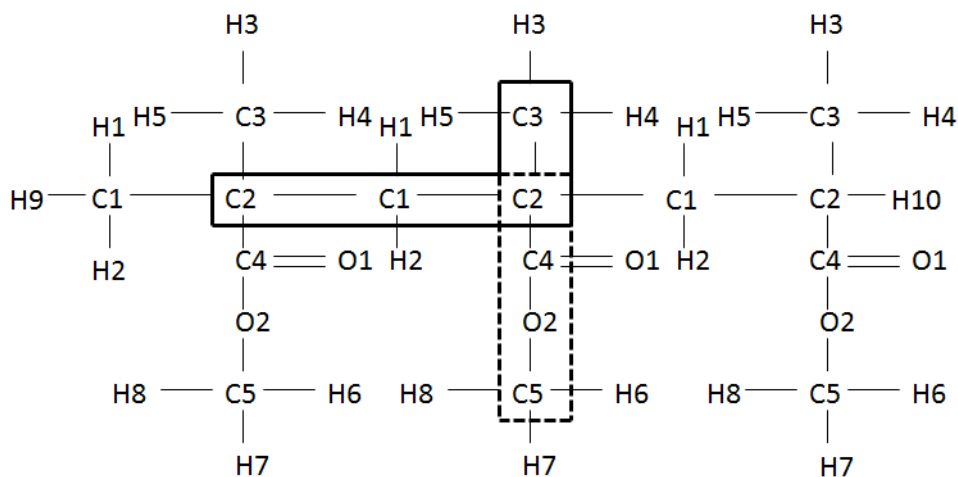 H3 H3 H3
H5 C3 H4 H5 C3 H4 H5 C3 H4
H1 H1 H1
H9 C1 C2 C1 C2 C1 C2 H10
H2 C4 O1 H2 C4 O1 H2 C4 O1
O2 O2 O2
H8 C5 H6 H8 C5 H6 H8 C5 H6
H7 H7 H7